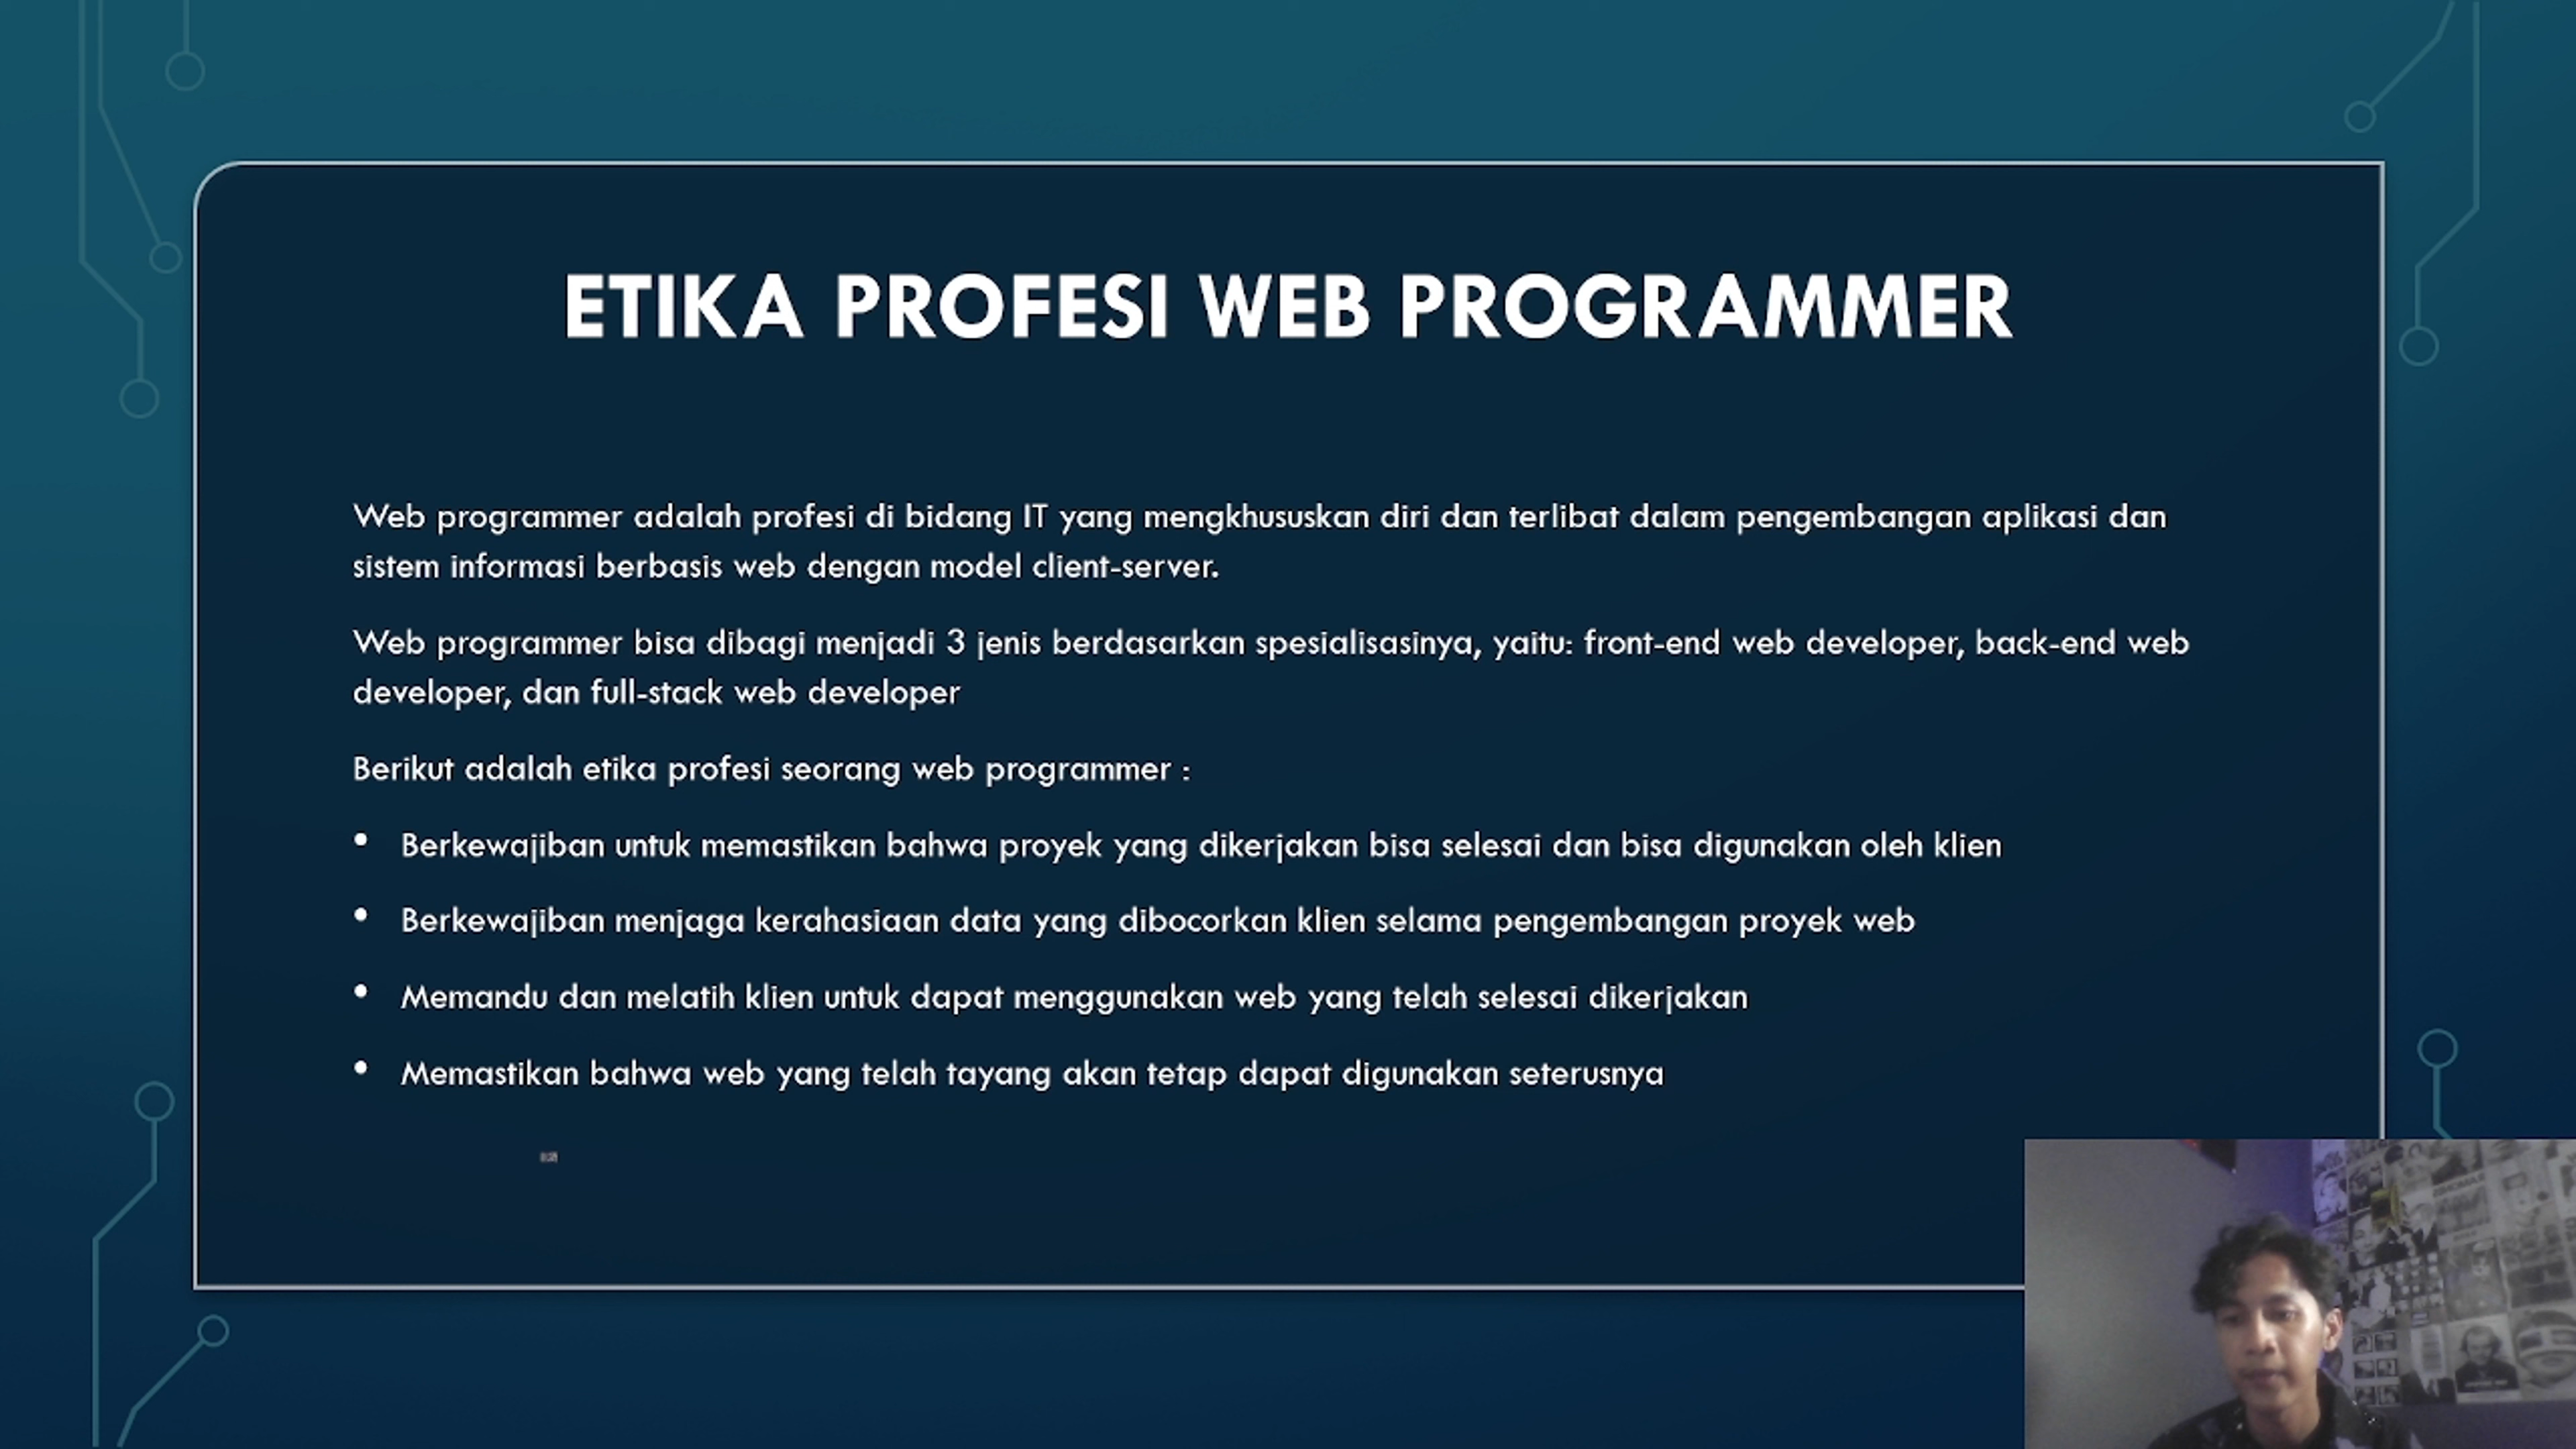 ETIKA PROFESI WEB PROGRAMMER
Web programmer adalah profesi di bidang IT yang mengkhususkan diri dan terlibat dalam pengembangan aplikasi dan
sistem informasi berbasis web dengan model client-server.
Web programmer bisa dibagi menjadi 3 jenis berdasarkan spesialisasinya, yaitu: front-end web developer, back-end web
developer, dan full-stack web developer
Berikut adalah etika profesi seorang web programmer :
• Berkewajiban untuk memastikan bahwa proyek yang dikerjakan bisa selesai dan bisa digunakan oleh klien
• Berkewajiban menjaga kerahasiaan data yang dibocorkan klien selama pengembangan proyek web
• Memandu dan melatih klien untuk dapat menggunakan web yang telah selesai dikerjakan
• Memastikan bahwa web yang telah tayang akan tetap dapat digunakan seterusnya